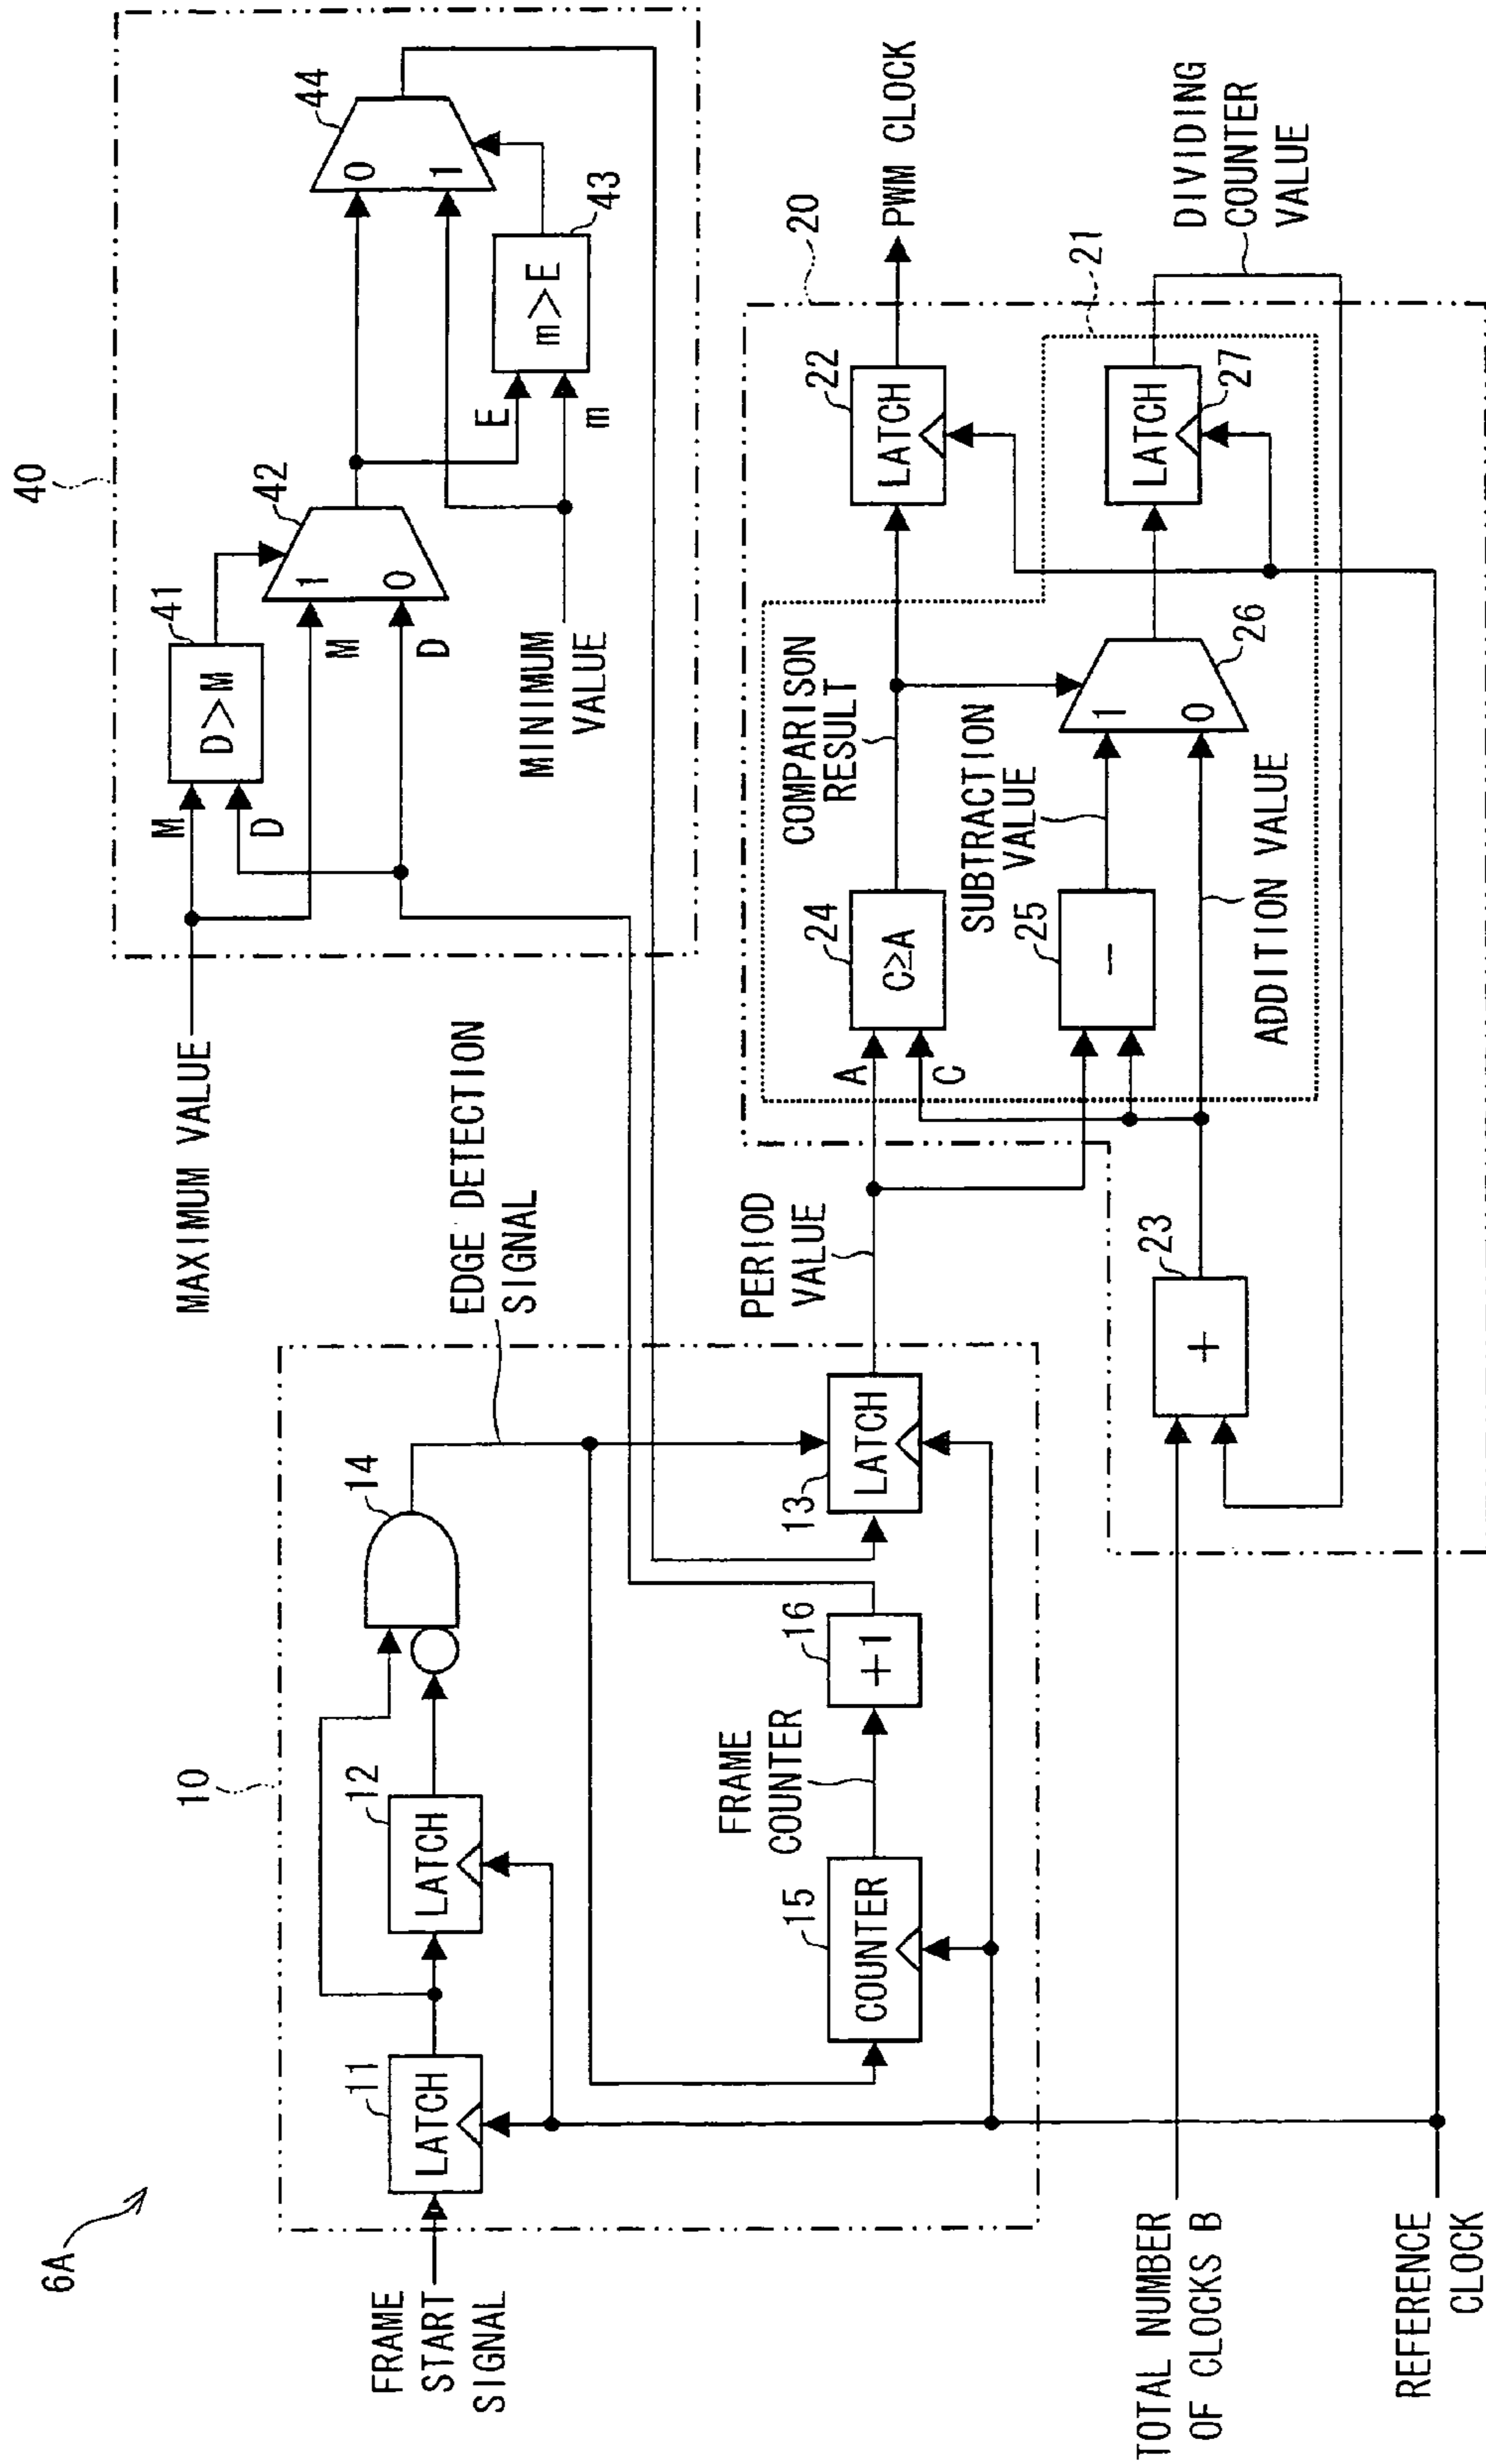 6A
10
FRAME
START
SIGNAL
11
LATCH
12
LATCH
14
EDGE DETECTION
SIGNAL
15
COUNTER
FRAME
COUNTER
16
+1
13
LATCH
40
MAXIMUM VALUE
M
D
41
D>M
M
D
42
1
0
MINIMUM
VALUE
E
m
43
m>E
44
0
1
PERIOD
VALUE
20
21
A
C
24
C≥A
COMPARISON
RESULT
22
LATCH
PWM CLOCK
25
−
SUBTRACTION
VALUE
ADDITION VALUE
1
0
26
LATCH
27
DIVIDING
COUNTER
VALUE
23
+
TOTAL NUMBER
OF CLOCKS B
REFERENCE
CLOCK